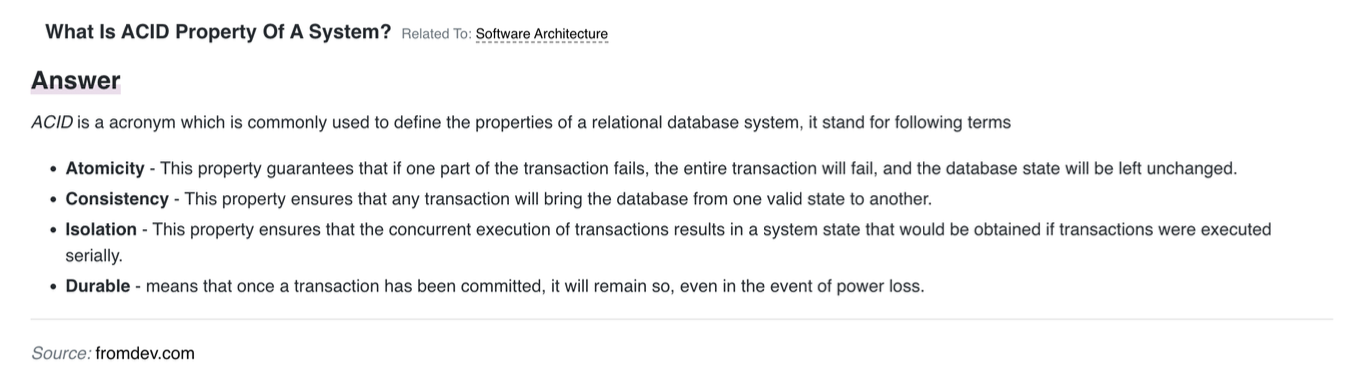 What Is ACID Property Of A System? Related To: Software Architecture
Answer
ACID is a acronym which is commonly used to define the properties of a relational database system, it stand for following terms
• Atomicity - This property guarantees that if one part of the transaction fails, the entire transaction will fail, and the database state will be left unchanged.
• Consistency - This property ensures that any transaction will bring the database from one valid state to another.
• Isolation - This property ensures that the concurrent execution of transactions results in a system state that would be obtained if transactions were executed
serially.
• Durable - means that once a transaction has been committed, it will remain so, even in the event of power loss.
Source: fromdev.com